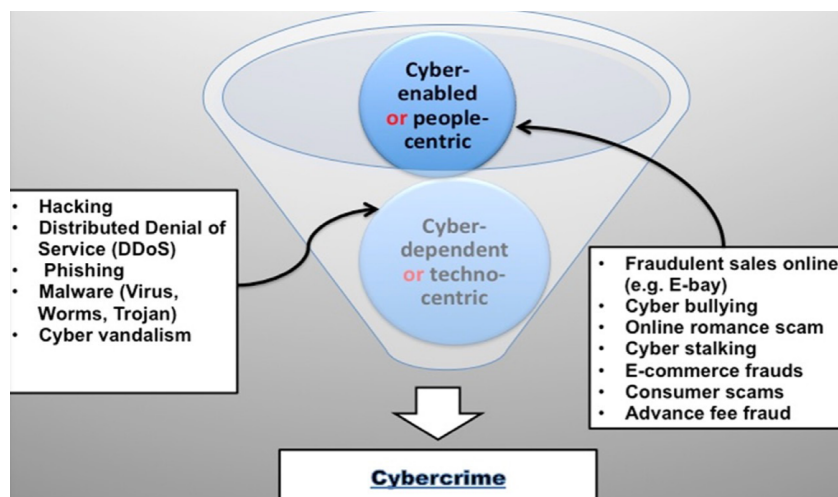 Cyber-
enabled
or people-
centric
Cyber-
dependent
or techno-
centric
• Hacking
• Distributed Denial of
Service (DDoS)
• Phishing
• Malware (Virus,
Worms, Trojan)
• Cyber vandalism
• Fraudulent sales online
(e.g. E-bay)
• Cyber bullying
• Online romance scam
• Cyber stalking
• E-commerce frauds
• Consumer scams
• Advance fee fraud
Cybercrime